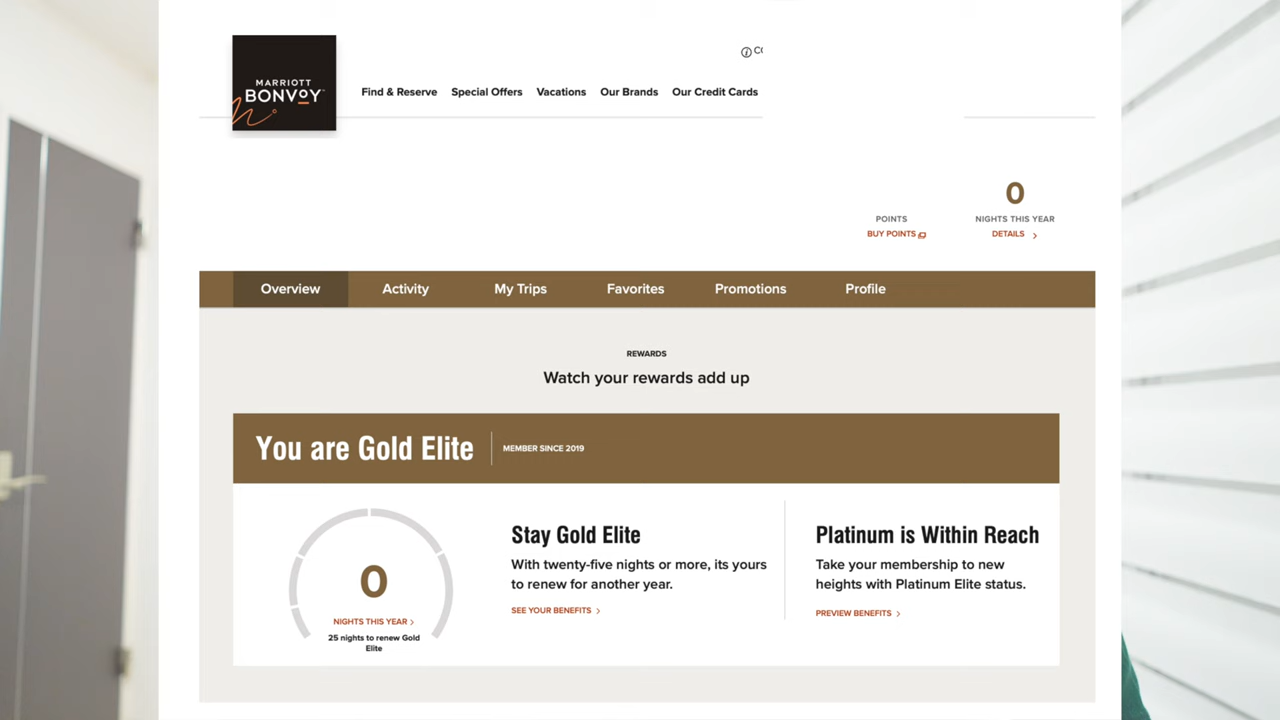 MARRIOTT
BONVOY
Find & Reserve Special Offers Vacations Our Brands Our Credit Cards
0
POINTS NIGHTS THIS YEAR
BUY POINTS DETAILS
Overview Activity My Trips Favorites Promotions Profile
REWARDS
Watch your rewards add up
You are Gold Elite MEMBER SINCE 2019
0
NIGHTS THIS YEAR
25 nights to renew Gold
Elite
Stay Gold Elite
With twenty-five nights or more, its yours
to renew for another year.
SEE YOUR BENEFITS
Platinum is Within Reach
Take your membership to new
heights with Platinum Elite status.
PREVIEW BENEFITS